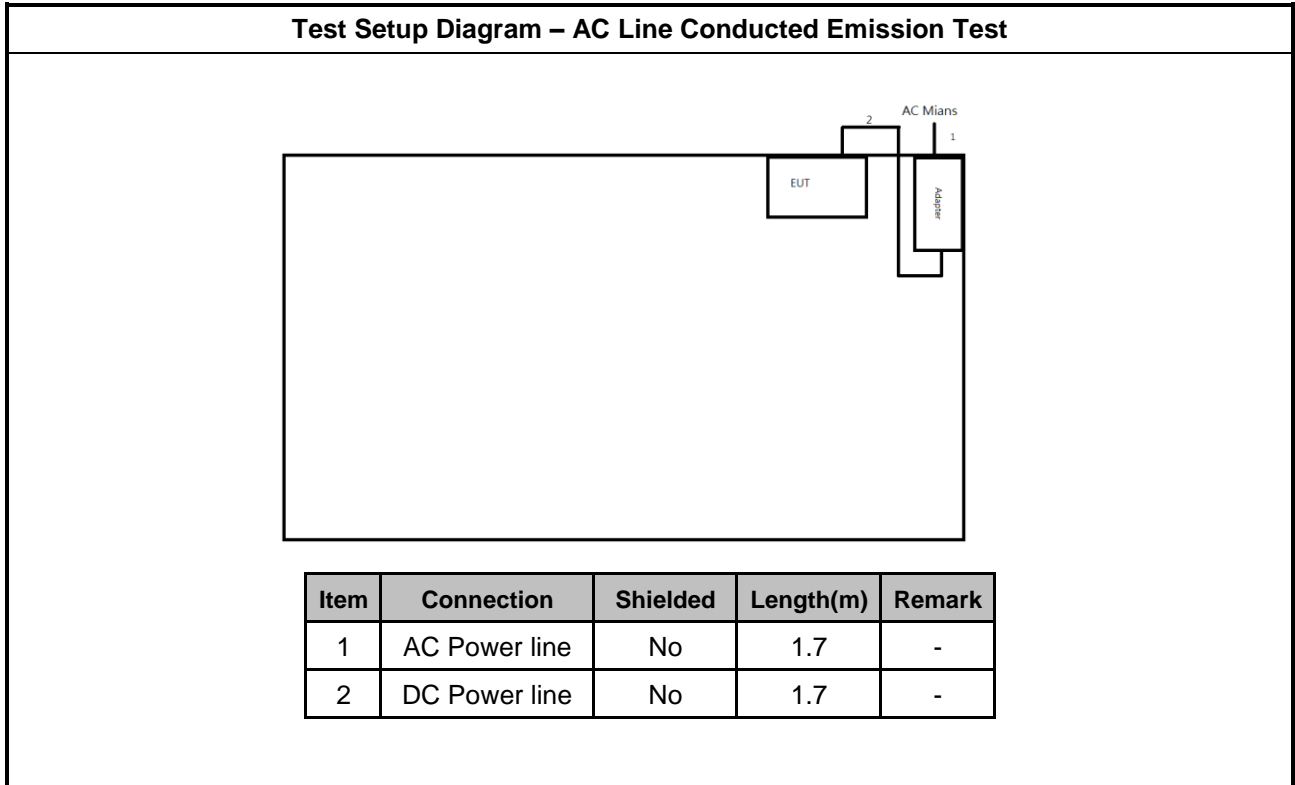 Test Setup Diagram – AC Line Conducted Emission Test
AC Mians
2
1
EUT
Adapter
Item Connection Shielded Length(m) Remark
1 AC Power line No 1.7 -
2 DC Power line No 1.7 -